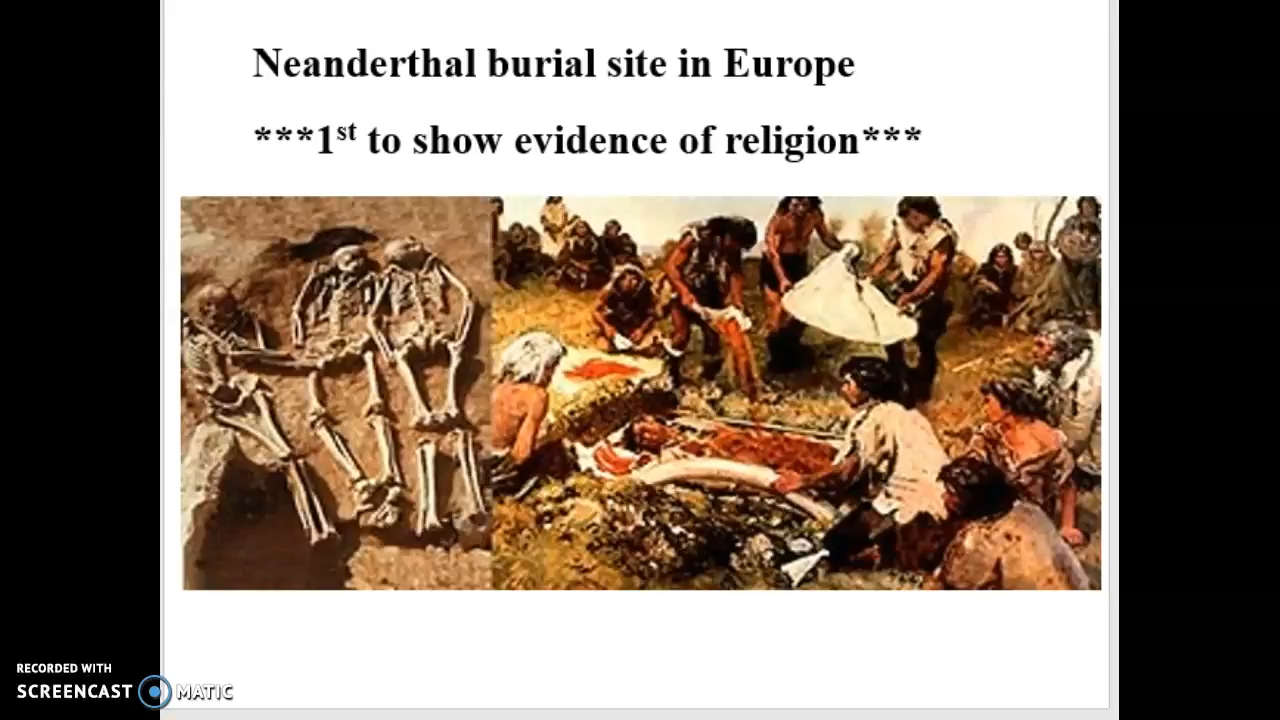 Neanderthal burial site in Europe
***1st to show evidence of religion***
RECORDED WITH
SCREENCAST MATIC